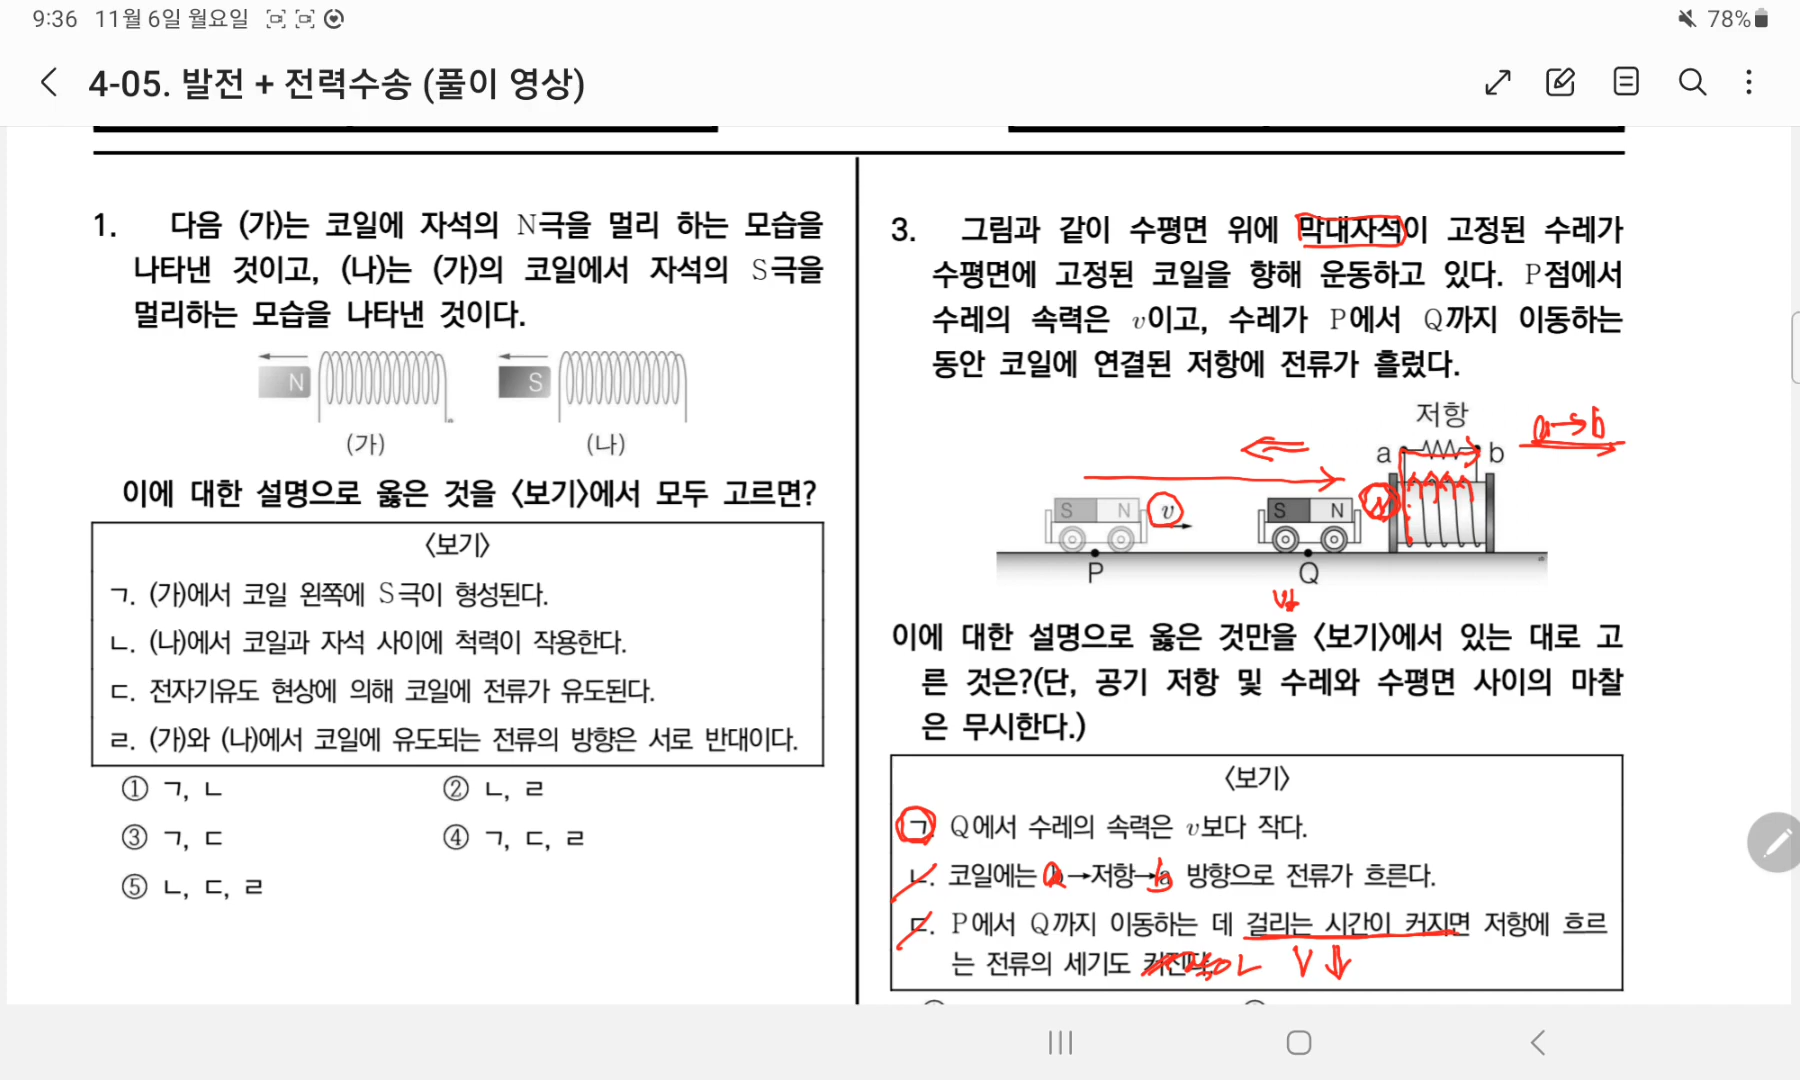 9:36 11월 6일 월요일
78%
4-05. 발전 + 전력수송 (풀이 영상)
1. 다음 (가)는 코일에 자석의 N극을 멀리 하는 모습을
나타낸 것이고, (나)는 (가)의 코일에서 자석의 S극을
멀리하는 모습을 나타낸 것이다.
N
S
(가)
(나)
이에 대한 설명으로 옳은 것을 〈보기〉에서 모두 고르면?
〈보기〉
ㄱ. (가)에서 코일 왼쪽에 S극이 형성된다.
ㄴ. (나)에서 코일과 자석 사이에 척력이 작용한다.
ㄷ. 전자기유도 현상에 의해 코일에 전류가 유도된다.
ㄹ. (가)와 (나)에서 코일에 유도되는 전류의 방향은 서로 반대이다.
① ㄱ, ㄴ
② ㄴ, ㄹ
③ ㄱ, ㄷ
④ ㄱ, ㄷ, ㄹ
⑤ ㄴ, ㄷ, ㄹ
3. 그림과 같이 수평면 위에 막대자석이 고정된 수레가
수평면에 고정된 코일을 향해 운동하고 있다. P점에서
수레의 속력은 v이고, 수레가 P에서 Q까지 이동하는
동안 코일에 연결된 저항에 전류가 흘렀다.
저항
a→b
a
b
S N v
S N
N
P
Q
이에 대한 설명으로 옳은 것만을 〈보기〉에서 있는 대로 고
른 것은?(단, 공기 저항 및 수레와 수평면 사이의 마찰
은 무시한다.)
〈보기〉
ㄱ. Q에서 수레의 속력은 v보다 작다.
ㄴ. 코일에는 a→저항→b 방향으로 전류가 흐른다.
ㄷ. P에서 Q까지 이동하는 데 걸리는 시간이 커지면 저항에 흐르
는 전류의 세기도 커진다.
V↓